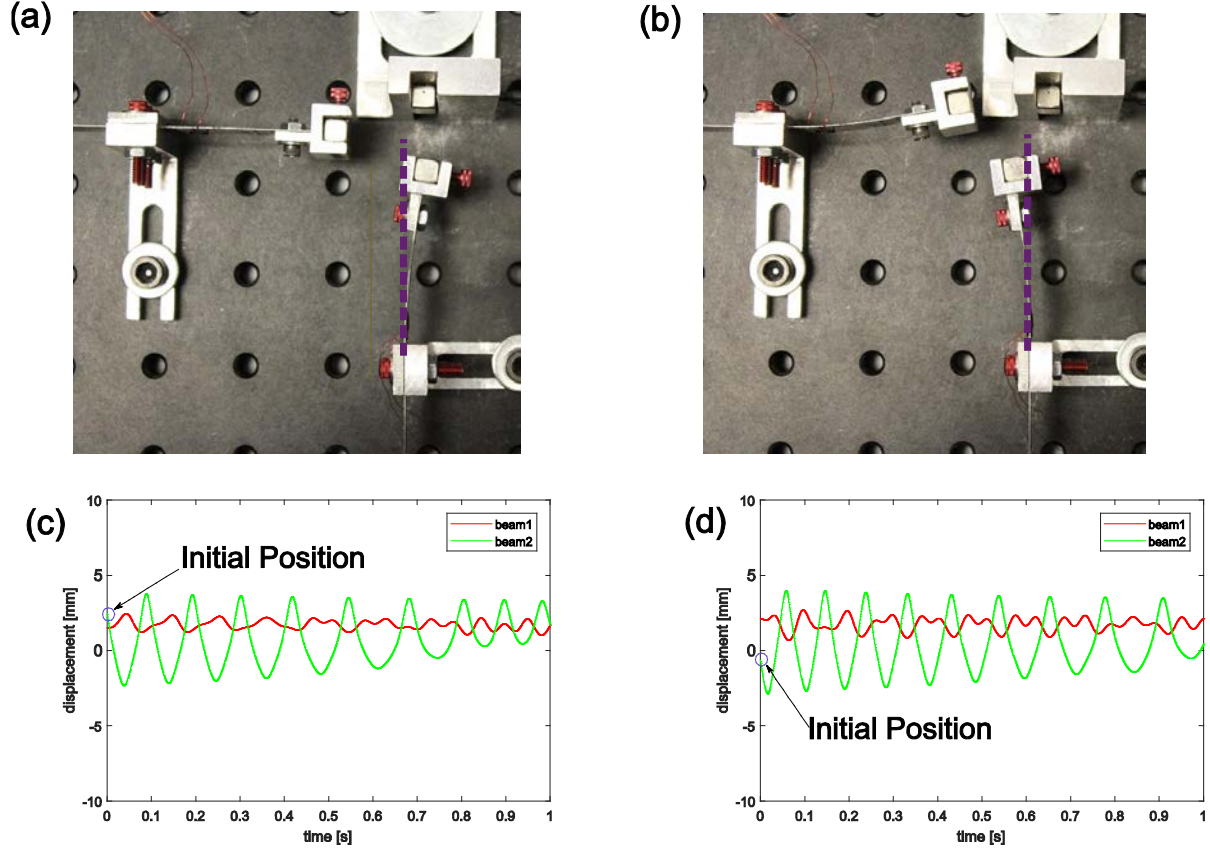 (a)
(b)
(c)
10
5
0
-5
-10
displacement [mm]
0
0.1
0.2
0.3
0.4
0.5
0.6
0.7
0.8
0.9
1
time [s]
beam1
beam2
Initial Position
(d)
10
5
0
-5
-10
displacement [mm]
0
0.1
0.2
0.3
0.4
0.5
0.6
0.7
0.8
0.9
1
time [s]
beam1
beam2
Initial Position